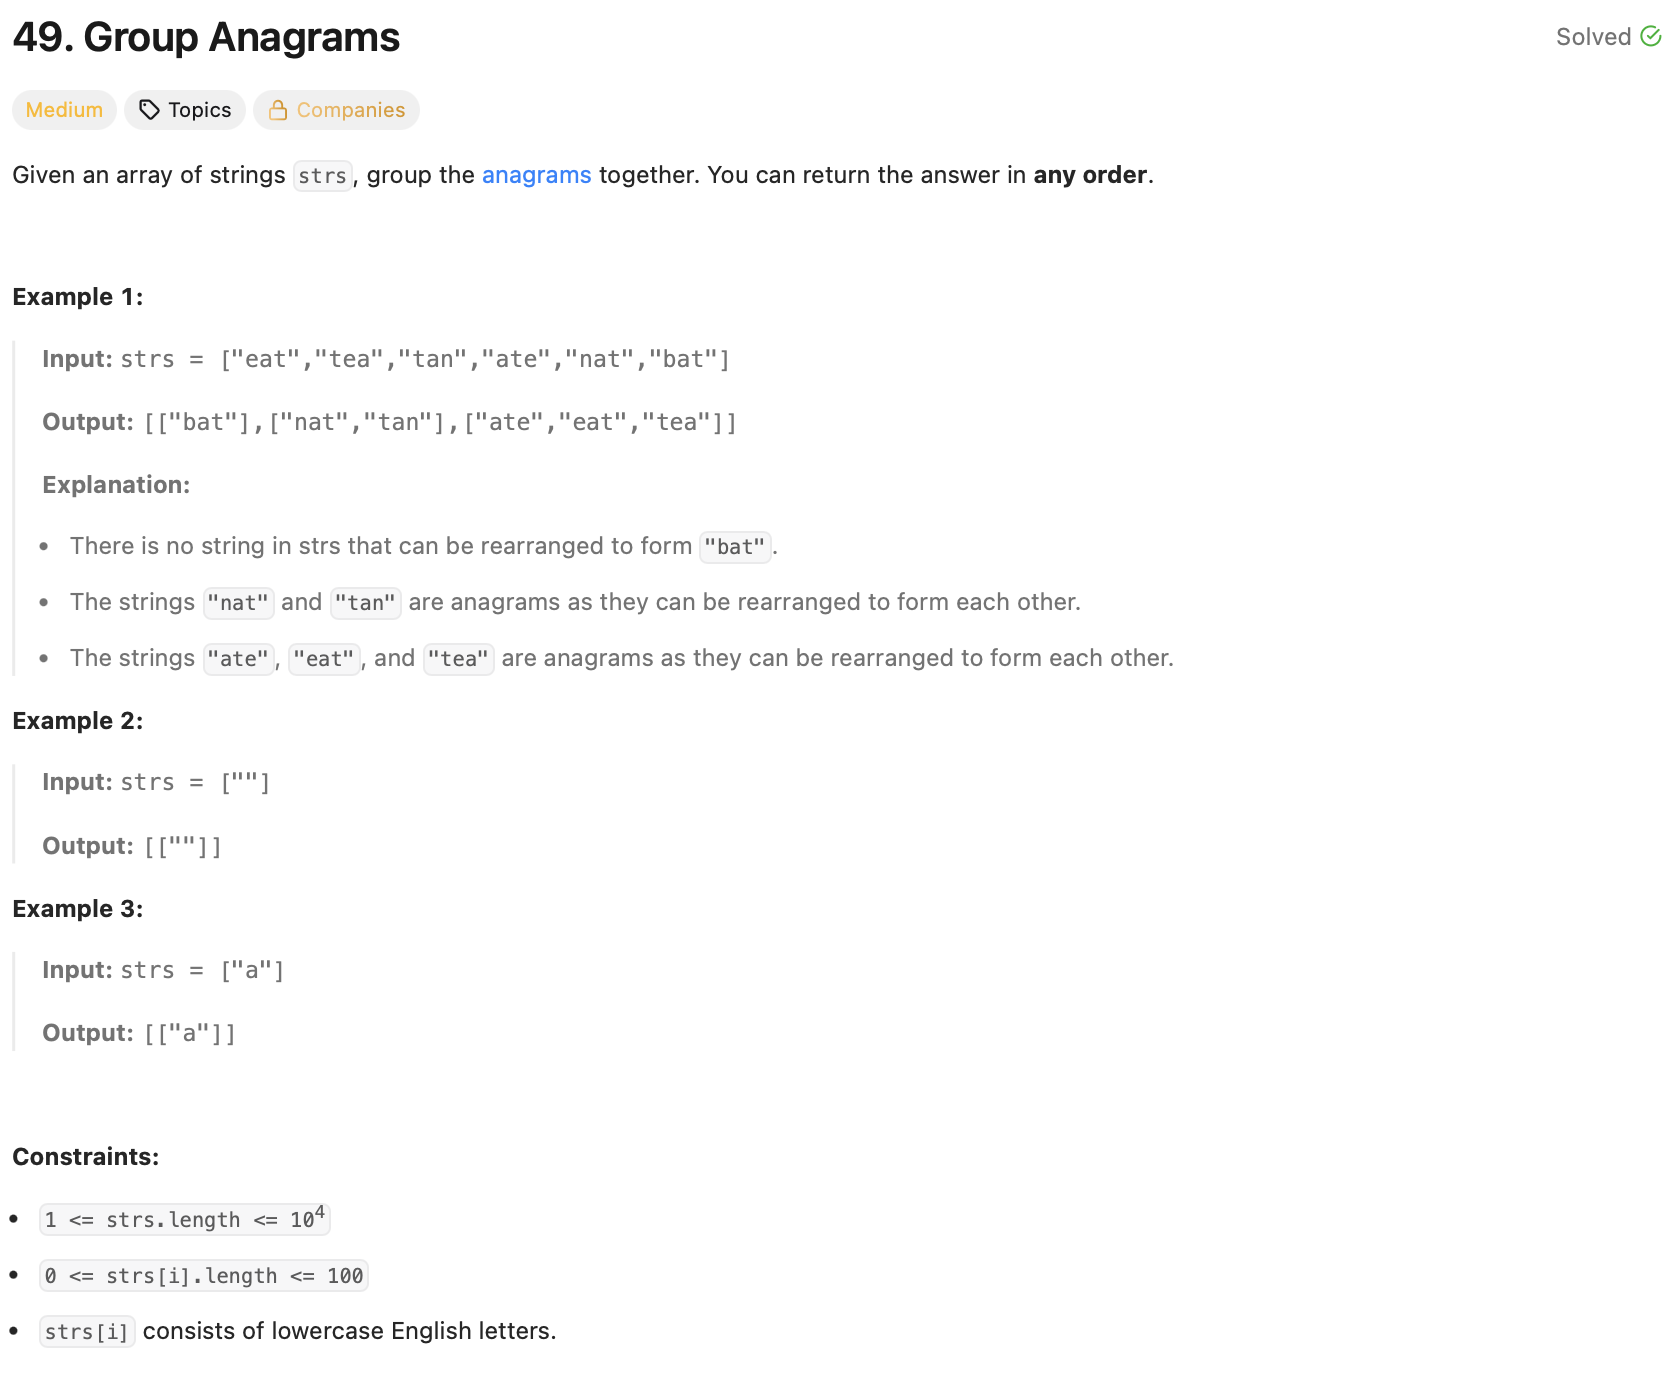 49. Group Anagrams
Solved
Medium
Topics
Companies
Given an array of strings strs, group the anagrams together. You can return the answer in any order.
Example 1:
Input: strs = ["eat","tea","tan","ate","nat","bat"]
Output: [["bat"],["nat","tan"],["ate","eat","tea"]]
Explanation:
• There is no string in strs that can be rearranged to form "bat".
• The strings "nat" and "tan" are anagrams as they can be rearranged to form each other.
• The strings "ate", "eat", and "tea" are anagrams as they can be rearranged to form each other.
Example 2:
Input: strs = [""]
Output: [[""]]
Example 3:
Input: strs = ["a"]
Output: [["a"]]
Constraints:
• 1 <= strs.length <= 10⁴
• 0 <= strs[i].length <= 100
• strs[i] consists of lowercase English letters.